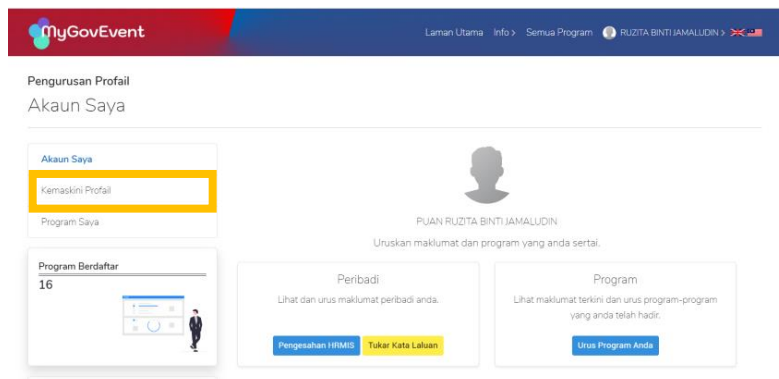 MyGovEvent
Laman Utama Info > Semua Program RUZITA BINTI JAMALUDIN >
Pengurusan Profail
Akaun Saya
Akaun Saya
Kemaskini Profail
Program Saya
Program Berdaftar
16
PUAN RUZITA BINTI JAMALUDIN
Uruskan maklumat dan program yang anda sertai.
Peribadi
Lihat dan urus maklumat peribadi anda.
Pengesahan HRMIS Tukar Kata Laluan
Program
Lihat maklumat terkini dan urus program-program
yang anda telah hadir.
Urus Program Anda